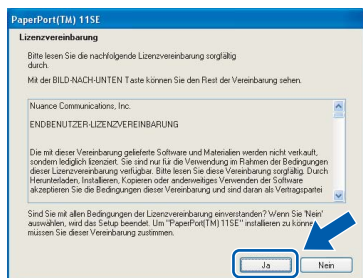 PaperPort(TM) 11SE
Lizenzvereinbarung
Bitte lesen Sie die nachfolgende Lizenzvereinbarung sorgfältig
durch.
Mit der BILD-NACH-UNTEN Taste können Sie den Rest der Vereinbarung sehen.
Nuance Communications, Inc.
ENDBENUTZER-LIZENZVEREINBARUNG
Die mit dieser Vereinbarung gelieferte Software und Materialien werden nicht verkauft,
sondern lediglich lizenziert. Sie sind nur für die Verwendung im Rahmen der Bedingungen
dieser Lizenzvereinbarung verfügbar. Bitte lesen Sie diese Vereinbarung sorgfältig. Durch
Herunterladen, Installieren, Kopieren oder anderweitiges Verwenden der Software
akzeptieren Sie die Bedingungen dieser Vereinbarung und sind daran als Vertragspartei
Sind Sie mit allen Bedingungen der Lizenzvereinbarung einverstanden? Wenn Sie 'Nein'
auswählen, wird das Setup beendet. Um "PaperPort(TM) 11SE" installieren zu können
müssen Sie dieser Vereinbarung zustimmen.
Ja
Nein